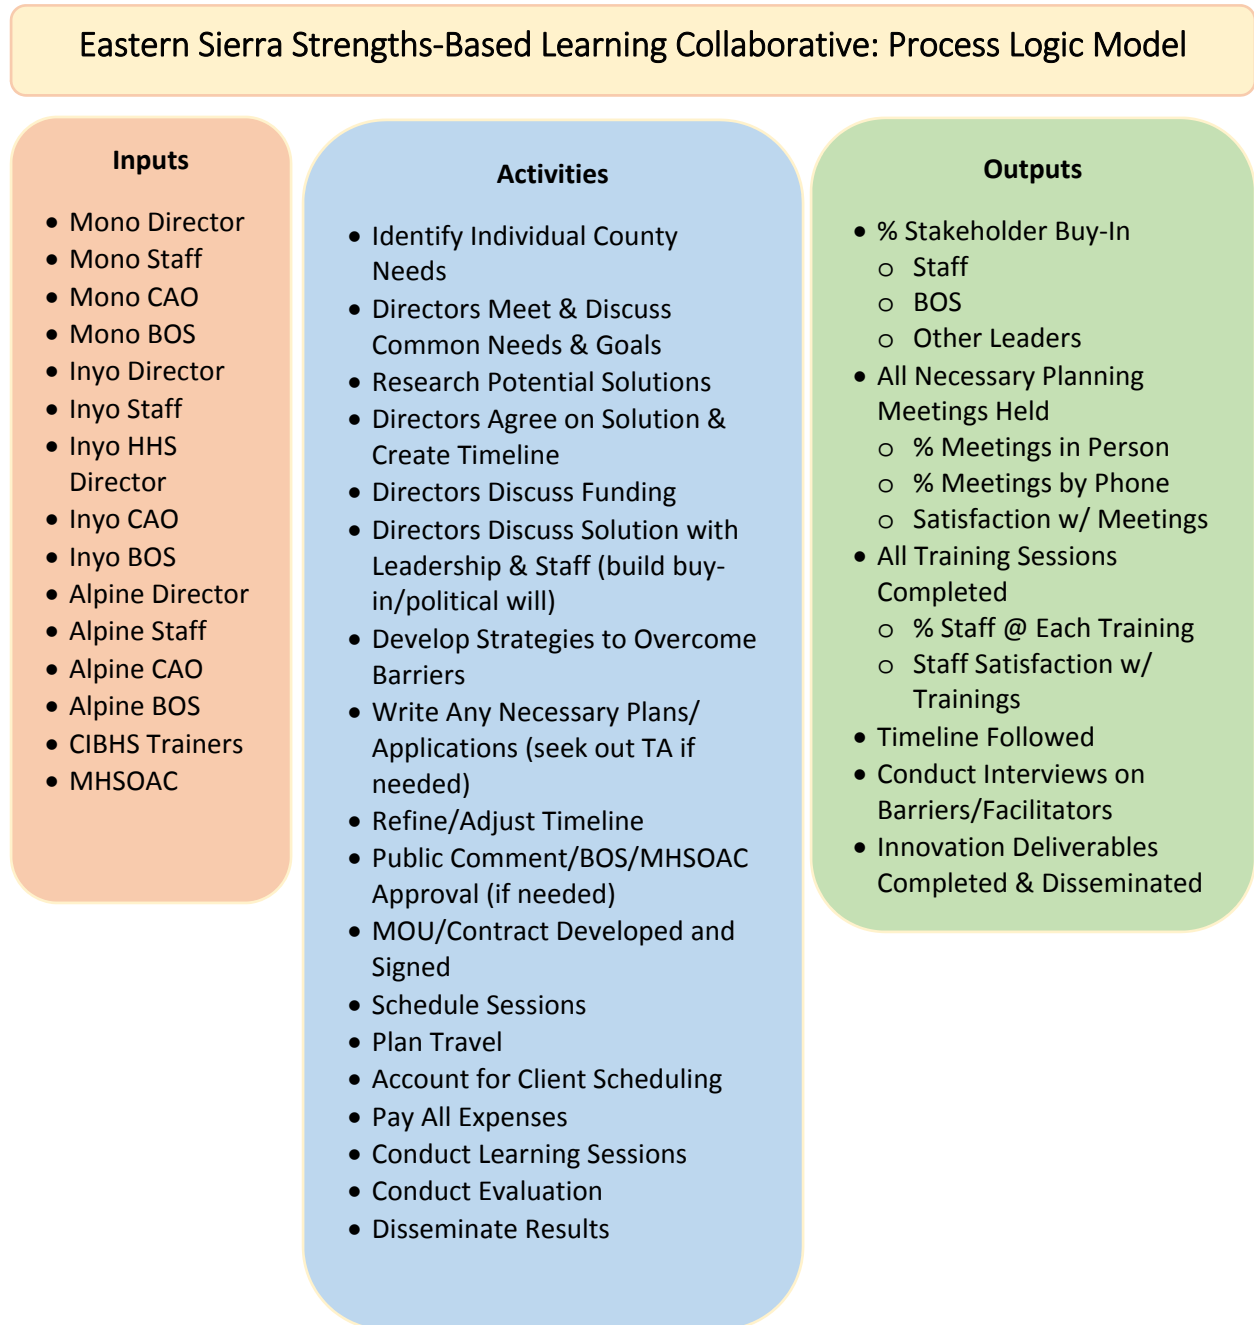 Eastern Sierra Strengths-Based Learning Collaborative: Process Logic Model
Inputs
• Mono Director
• Mono Staff
• Mono CAO
• Mono BOS
• Inyo Director
• Inyo Staff
• Inyo HHS
Director
• Inyo CAO
• Inyo BOS
• Alpine Director
• Alpine Staff
• Alpine CAO
• Alpine BOS
• CIBHS Trainers
• MHSOAC
Activities
• Identify Individual County
Needs
• Directors Meet & Discuss
Common Needs & Goals
• Research Potential Solutions
• Directors Agree on Solution &
Create Timeline
• Directors Discuss Funding
• Directors Discuss Solution with
Leadership & Staff (build buy-
in/political will)
• Develop Strategies to Overcome
Barriers
• Write Any Necessary Plans/
Applications (seek out TA if
needed)
• Refine/Adjust Timeline
• Public Comment/BOS/MHSOAC
Approval (if needed)
• MOU/Contract Developed and
Signed
• Schedule Sessions
• Plan Travel
• Account for Client Scheduling
• Pay All Expenses
• Conduct Learning Sessions
• Conduct Evaluation
• Disseminate Results
Outputs
• % Stakeholder Buy-In
o Staff
o BOS
o Other Leaders
• All Necessary Planning
Meetings Held
o % Meetings in Person
o % Meetings by Phone
o Satisfaction w/ Meetings
• All Training Sessions
Completed
o % Staff @ Each Training
o Staff Satisfaction w/
Trainings
• Timeline Followed
• Conduct Interviews on
Barriers/Facilitators
• Innovation Deliverables
Completed & Disseminated